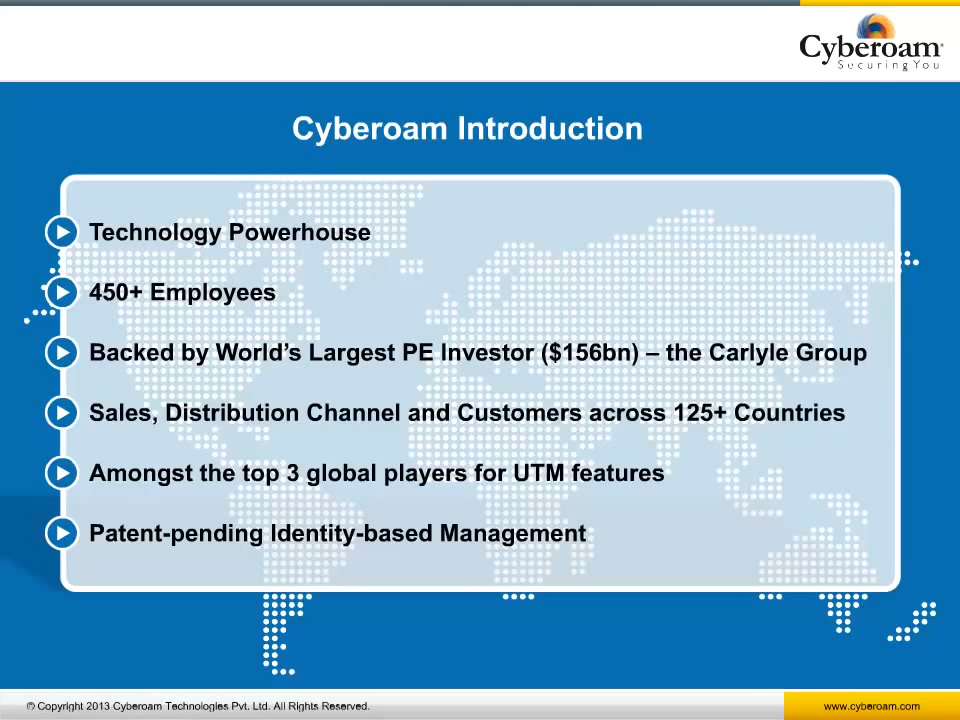 Cyberoam
Securing You
Cyberoam Introduction
Technology Powerhouse
450+ Employees
Backed by World’s Largest PE Investor ($156bn) – the Carlyle Group
Sales, Distribution Channel and Customers across 125+ Countries
Amongst the top 3 global players for UTM features
Patent-pending Identity-based Management
© Copyright 2013 Cyberoam Technologies Pvt. Ltd. All Rights Reserved.
www.cyberoam.com